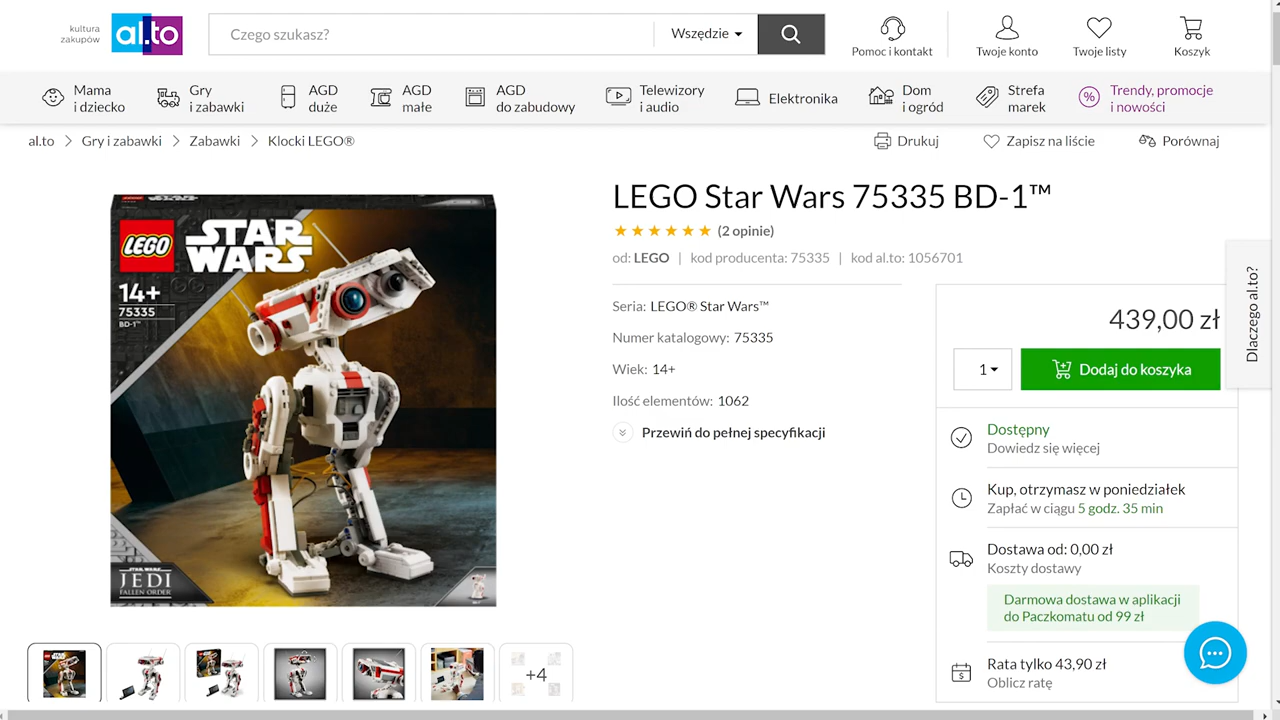 kultura
zakupów
al.to
Czego szukasz?
Wszędzie
Pomoc i kontakt
Twoje konto
Twoje listy
Koszyk
Mama
i dziecko
Gry
i zabawki
AGD
duże
AGD
małe
AGD
do zabudowy
Telewizory
i audio
Elektronika
Dom
i ogród
Strefa
marek
Trendy, promocje
i nowości
al.to
Gry i zabawki
Zabawki
Klocki LEGO®
Drukuj
Zapisz na liście
Porównaj
LEGO
STAR
WARS
14+
75335
BD-1™
STAR WARS
JEDI
FALLEN ORDER
LEGO Star Wars 75335 BD-1™
(2 opinie)
od: LEGO | kod producenta: 75335 | kod al.to: 1056701
Seria: LEGO® Star Wars™
Numer katalogowy: 75335
Wiek: 14+
Ilość elementów: 1062
Przewiń do pełnej specyfikacji
439,00 zł
1
Dodaj do koszyka
Dostępny
Dowiedz się więcej
Kup, otrzymasz w poniedziałek
Zapłać w ciągu 5 godz. 35 min
Dostawa od: 0,00 zł
Koszty dostawy
Darmowa dostawa w aplikacji
do Paczkomatu od 99 zł
Rata tylko 43,90 zł
Oblicz ratę
Dlaczego al.to?
+4